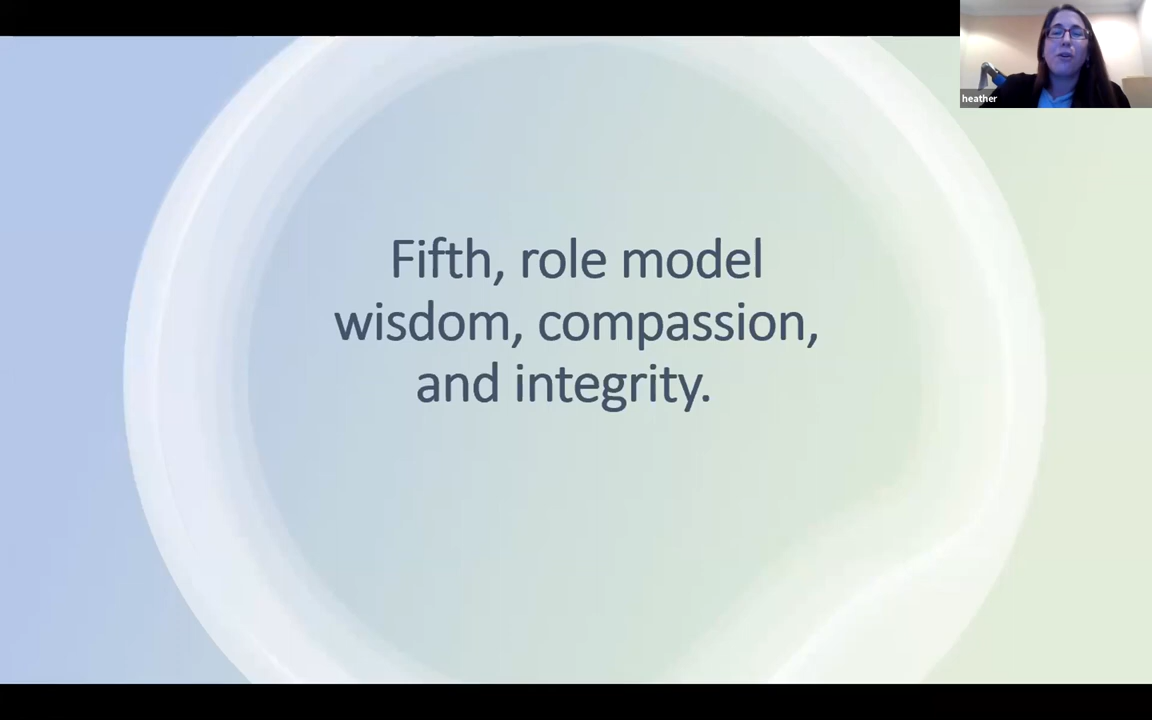 heather
Fifth, role model
wisdom, compassion,
and integrity.